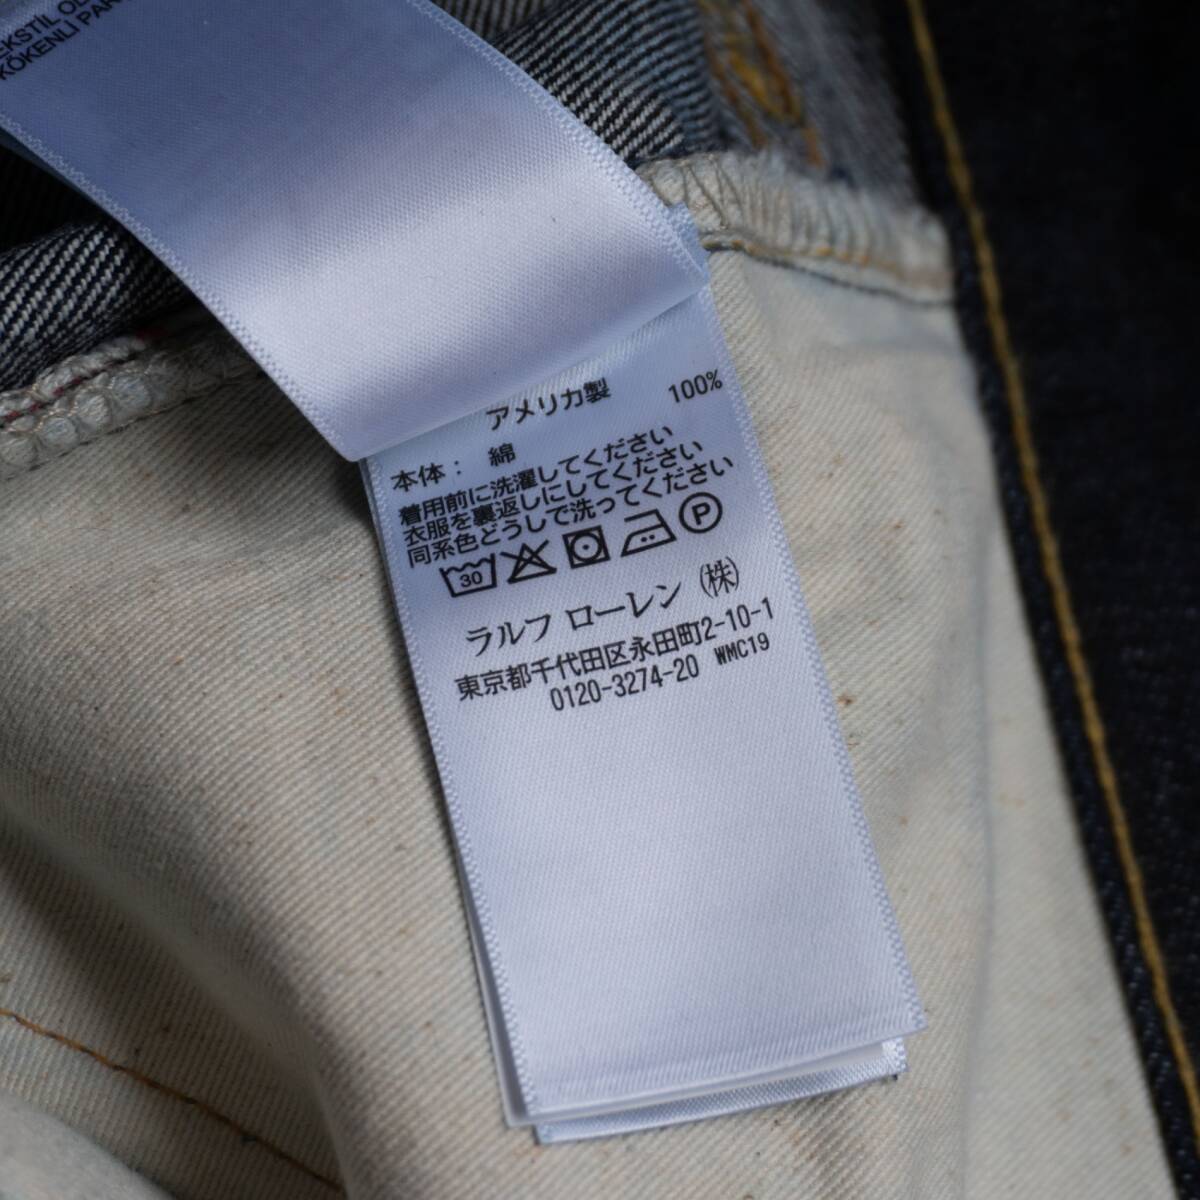 KÖKENLİ PAR
アメリカ製
本体： 綿 100%
着用前に洗濯してください
衣服を裏返しにしてください
同系色どうしで洗ってください
30 P
ラルフ ローレン（株）
東京都千代田区永田町2-10-1
0120-3274-20 WMC19